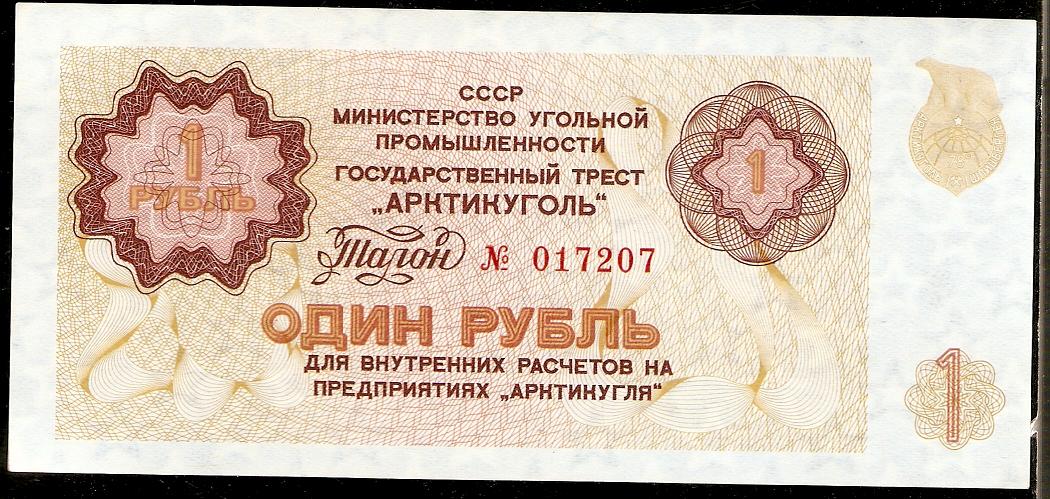 1
РУБЛЬ
СССР
МИНИСТЕРСТВО УГОЛЬНОЙ
ПРОМЫШЛЕННОСТИ
ГОСУДАРСТВЕННЫЙ ТРЕСТ
„АРКТИКУГОЛЬ“
Талон № 017207
ОДИН РУБЛЬ
ДЛЯ ВНУТРЕННИХ РАСЧЕТОВ НА
ПРЕДПРИЯТИЯХ „АРКТИКУГЛЯ“
1
1